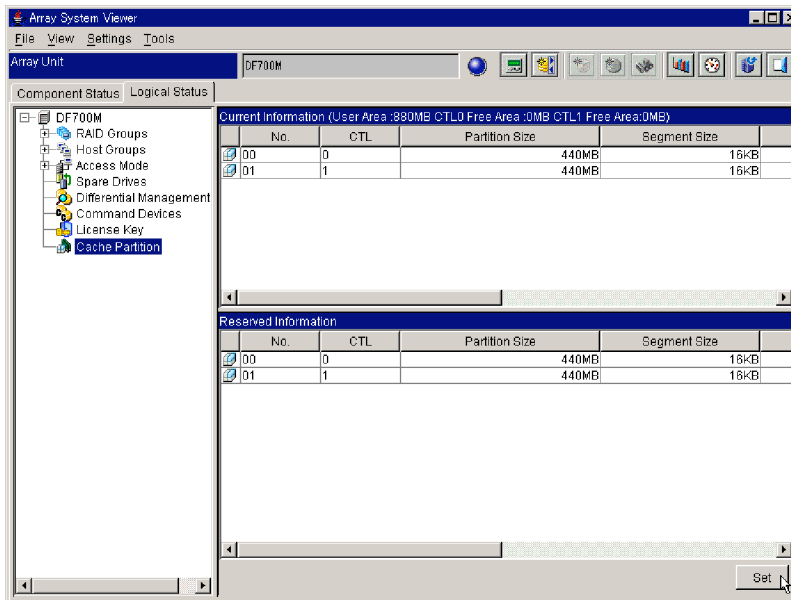 Array System Viewer
File View Settings Tools
Array Unit DF700M
Component Status Logical Status
DF700M
RAID Groups
Host Groups
Access Mode
Spare Drives
Differential Management
Command Devices
License Key
Cache Partition
Current Information (User Area :880MB CTL0 Free Area :0MB CTL1 Free Area:0MB)
No. CTL Partition Size Segment Size
00 0 440MB 16KB
01 1 440MB 16KB
Reserved Information
No. CTL Partition Size Segment Size
00 0 440MB 16KB
01 1 440MB 16KB
Set